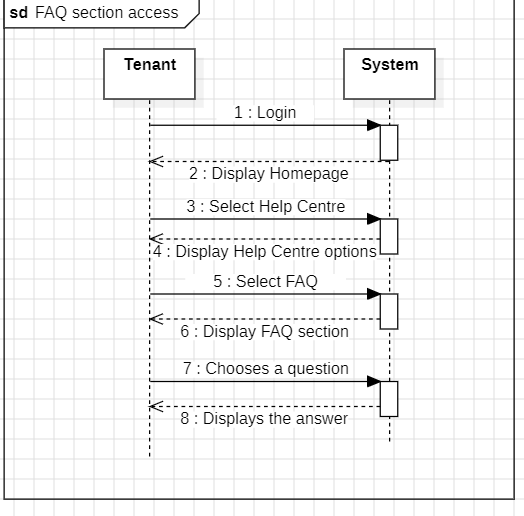 sd FAQ section access
Tenant
System
1 : Login
2 : Display Homepage
3 : Select Help Centre
4 : Display Help Centre options
5 : Select FAQ
6 : Display FAQ section
7 : Chooses a question
8 : Displays the answer